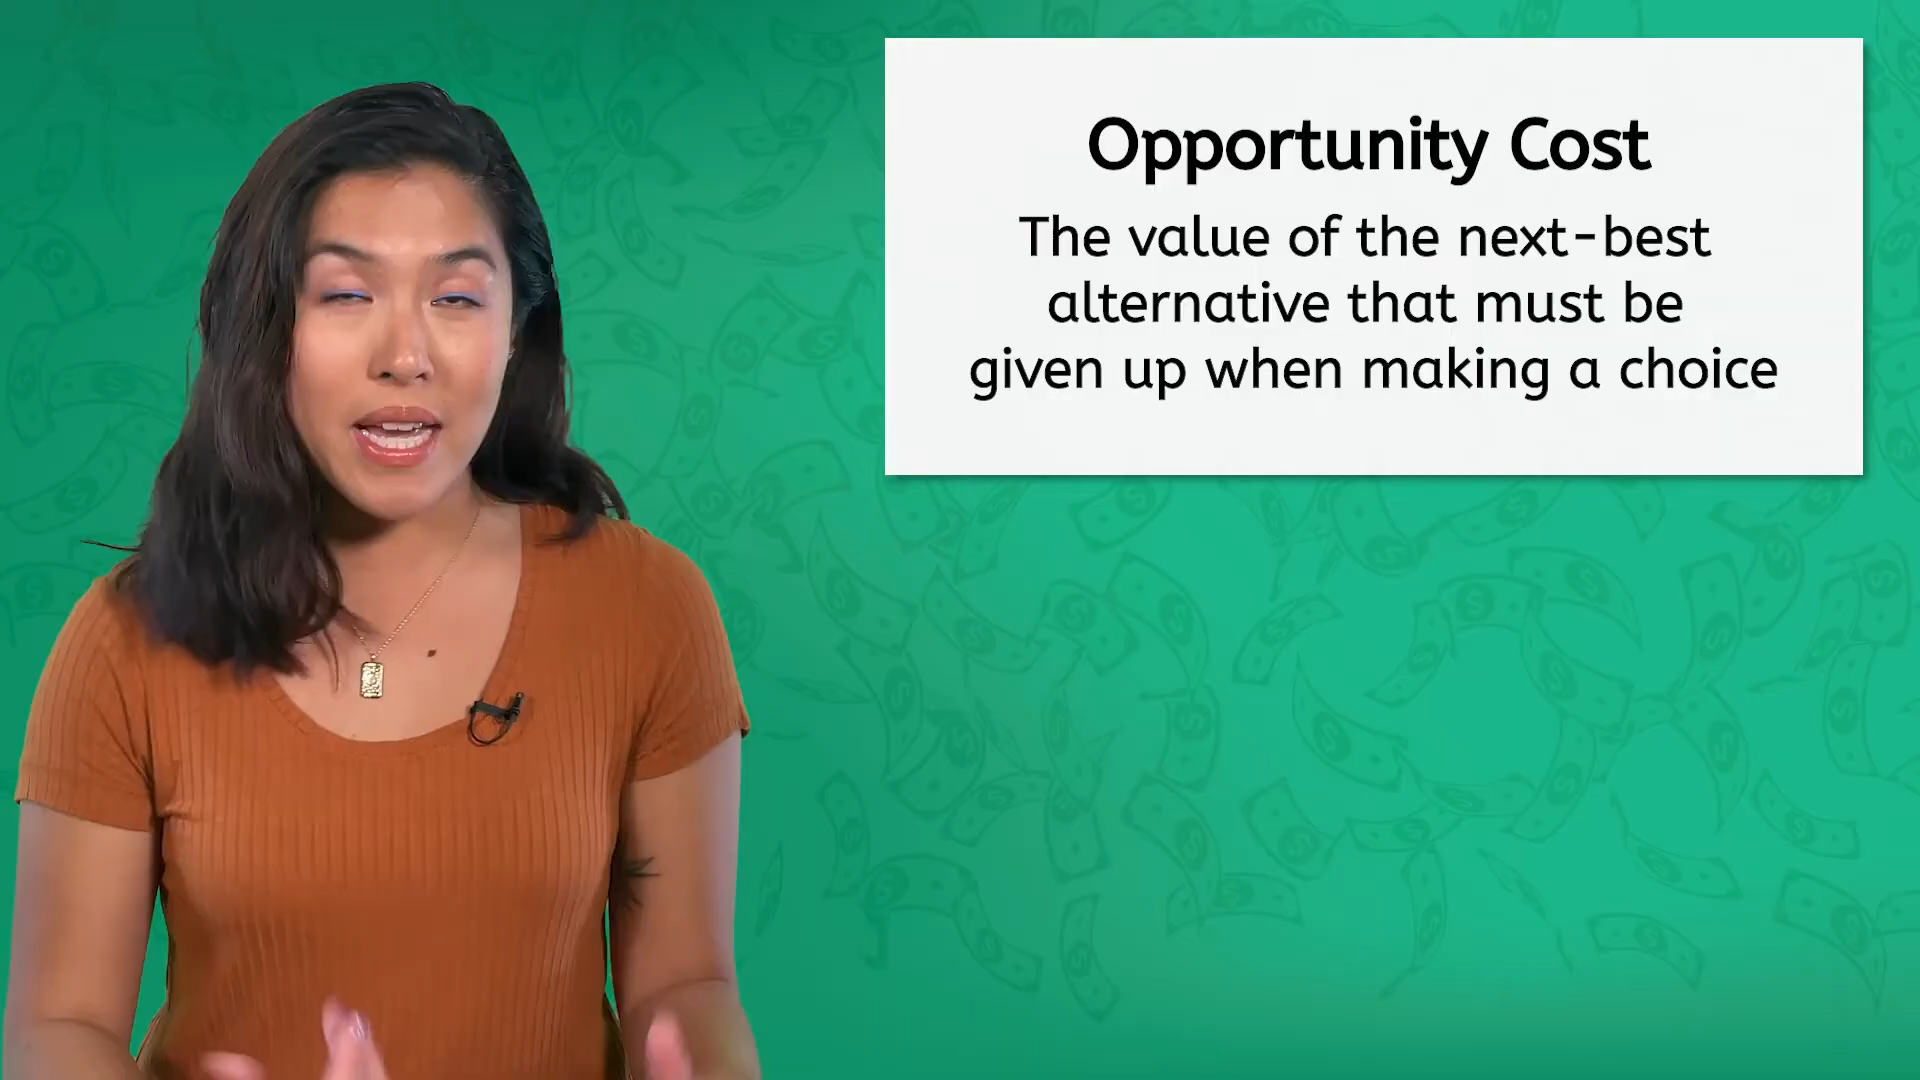 Opportunity Cost
The value of the next-best
alternative that must be
given up when making a choice